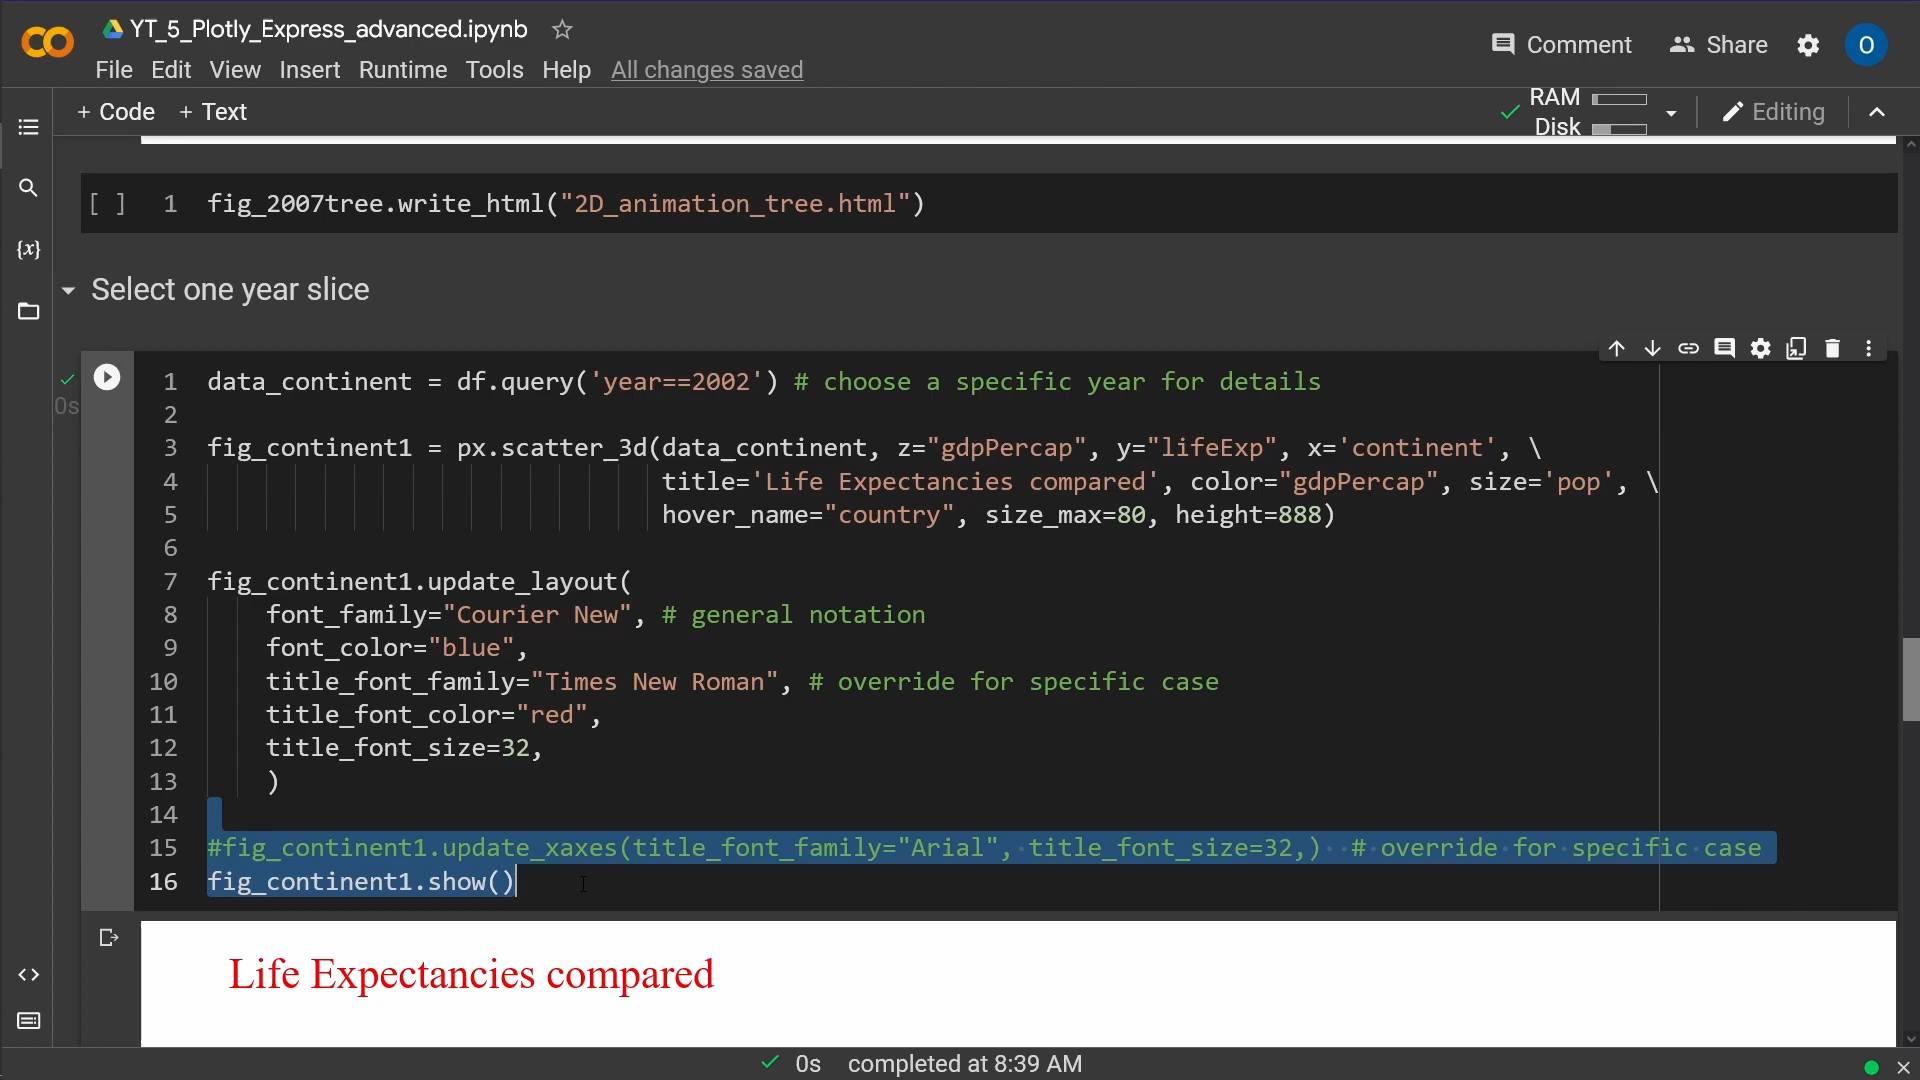 YT_5_Plotly_Express_advanced.ipynb
Comment Share O
File Edit View Insert Runtime Tools Help All changes saved
+ Code + Text
RAM
Disk
Editing
[ ] 1 fig_2007tree.write_html("2D_animation_tree.html")
{x}
Select one year slice
0s
1 data_continent = df.query('year==2002') # choose a specific year for details
2
3 fig_continent1 = px.scatter_3d(data_continent, z="gdpPercap", y="lifeExp", x='continent', \
4 title='Life Expectancies compared', color="gdpPercap", size='pop', \
5 hover_name="country", size_max=80, height=888)
6
7 fig_continent1.update_layout(
8 font_family="Courier New", # general notation
9 font_color="blue",
10 title_font_family="Times New Roman", # override for specific case
11 title_font_color="red",
12 title_font_size=32,
13 )
14
15 #fig_continent1.update_xaxes(title_font_family="Arial", title_font_size=32,) # override for specific case
16 fig_continent1.show()
Life Expectancies compared
0s completed at 8:39 AM